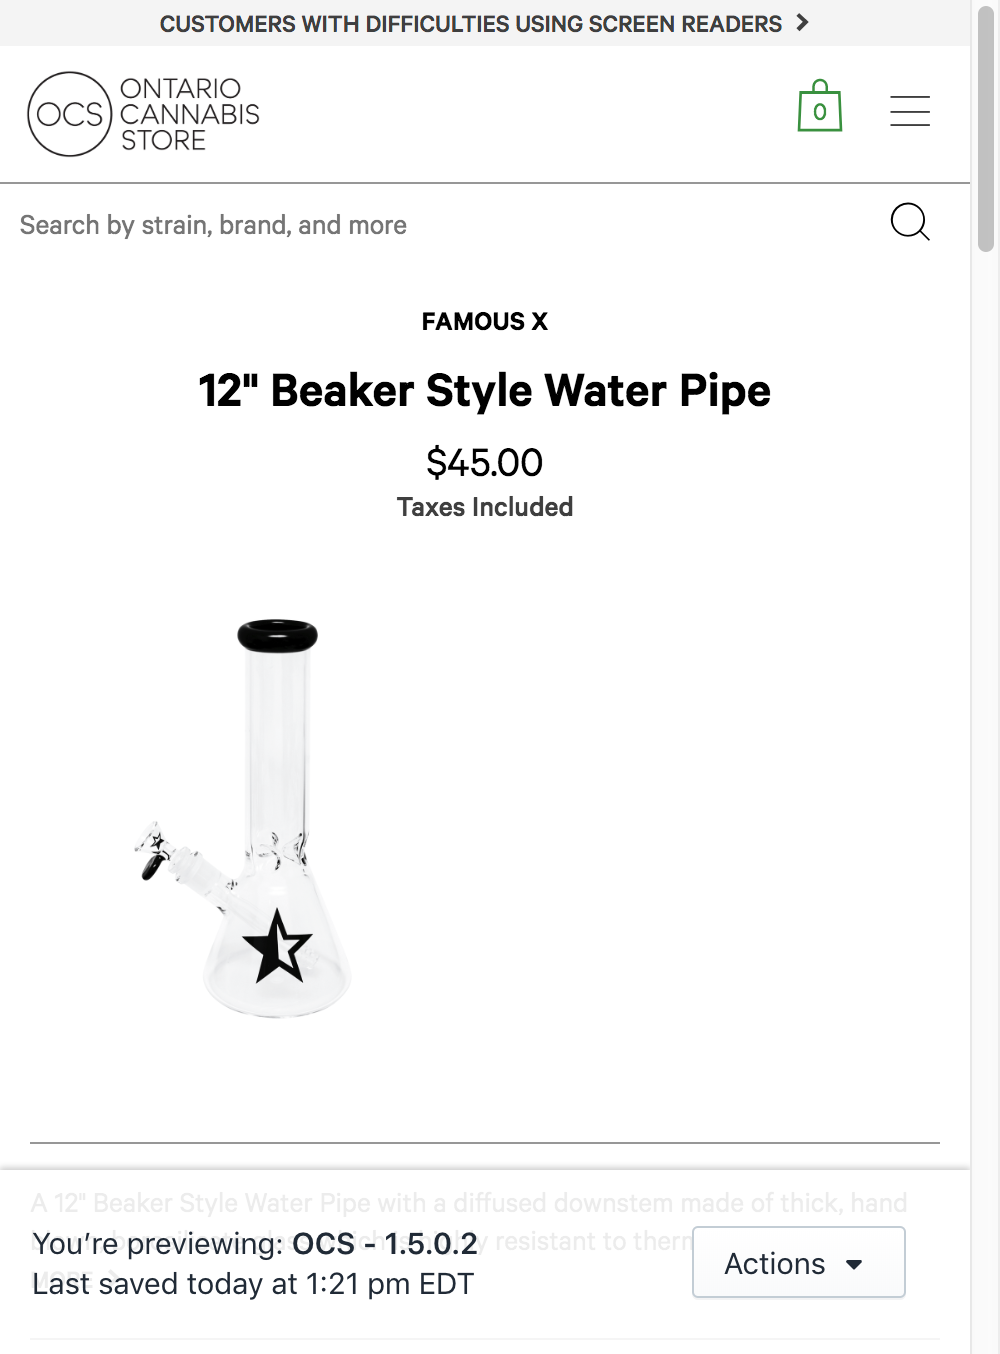 CUSTOMERS WITH DIFFICULTIES USING SCREEN READERS
OCS
ONTARIO
CANNABIS
STORE
0
Search by strain, brand, and more
FAMOUS X
12" Beaker Style Water Pipe
$45.00
Taxes Included
A 12" Beaker Style Water Pipe with a diffused downstem made of thick, hand
resistant to therm
MORE
You're previewing: OCS - 1.5.0.2
Last saved today at 1:21 pm EDT
Actions